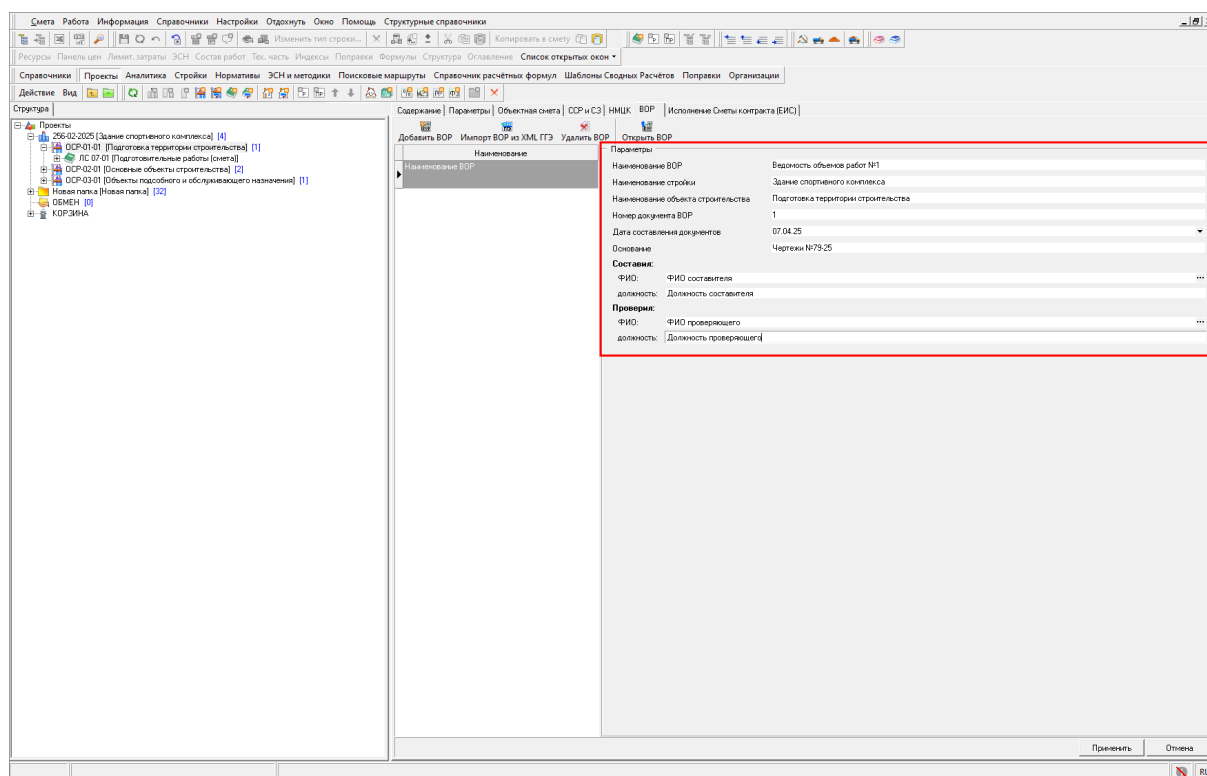 Смета Работа Информация Справочники Настройки Отдохнуть Окно Помощь Структурные справочники
Изменить тип строки... Копировать в смету
Ресурсы Панель цен Лимит. затраты ЭСН Состав работ Тех. часть Индексы Поправки Формулы Структура Оглавление Список открытых окон
Справочники Проекты Аналитика Стройки Нормативы ЭСН и методики Поисковые маршруты Справочник расчётных формул Шаблоны Сводных Расчётов Поправки Организации
Действие Вид
Структура
Проекты
256-02-2025 [Здание спортивного комплекса] [4]
ОСР-01-01 [Подготовка территории строительства] [1]
ЛС 07-01 [Подготовительные работы (смета)]
ОСР-02-01 [Основные объекты строительства] [2]
ОСР-03-01 [Объекты подсобного и обслуживающего назначения] [1]
Новая папка [Новая папка] [32]
ОБМЕН [0]
КОРЗИНА
Содержание Параметры Объектная смета ССР и СЗ НМЦК ВОР Исполнение Сметы контракта (ЕИС)
Добавить ВОР Импорт ВОР из XML ГГЭ Удалить ВОР Открыть ВОР
Наименование
Наименование ВОР
Параметры
Наименование ВОР Ведомость объемов работ №1
Наименование стройки Здание спортивного комплекса
Наименование объекта строительства Подготовка территории строительства
Номер документа ВОР 1
Дата составления документов 07.04.25
Основание Чертежи №79-25
Составил:
ФИО: ФИО составителя ...
должность: Должность составителя
Проверил:
ФИО: ФИО проверяющего ...
должность: Должность проверяющего
Применить Отмена
RU